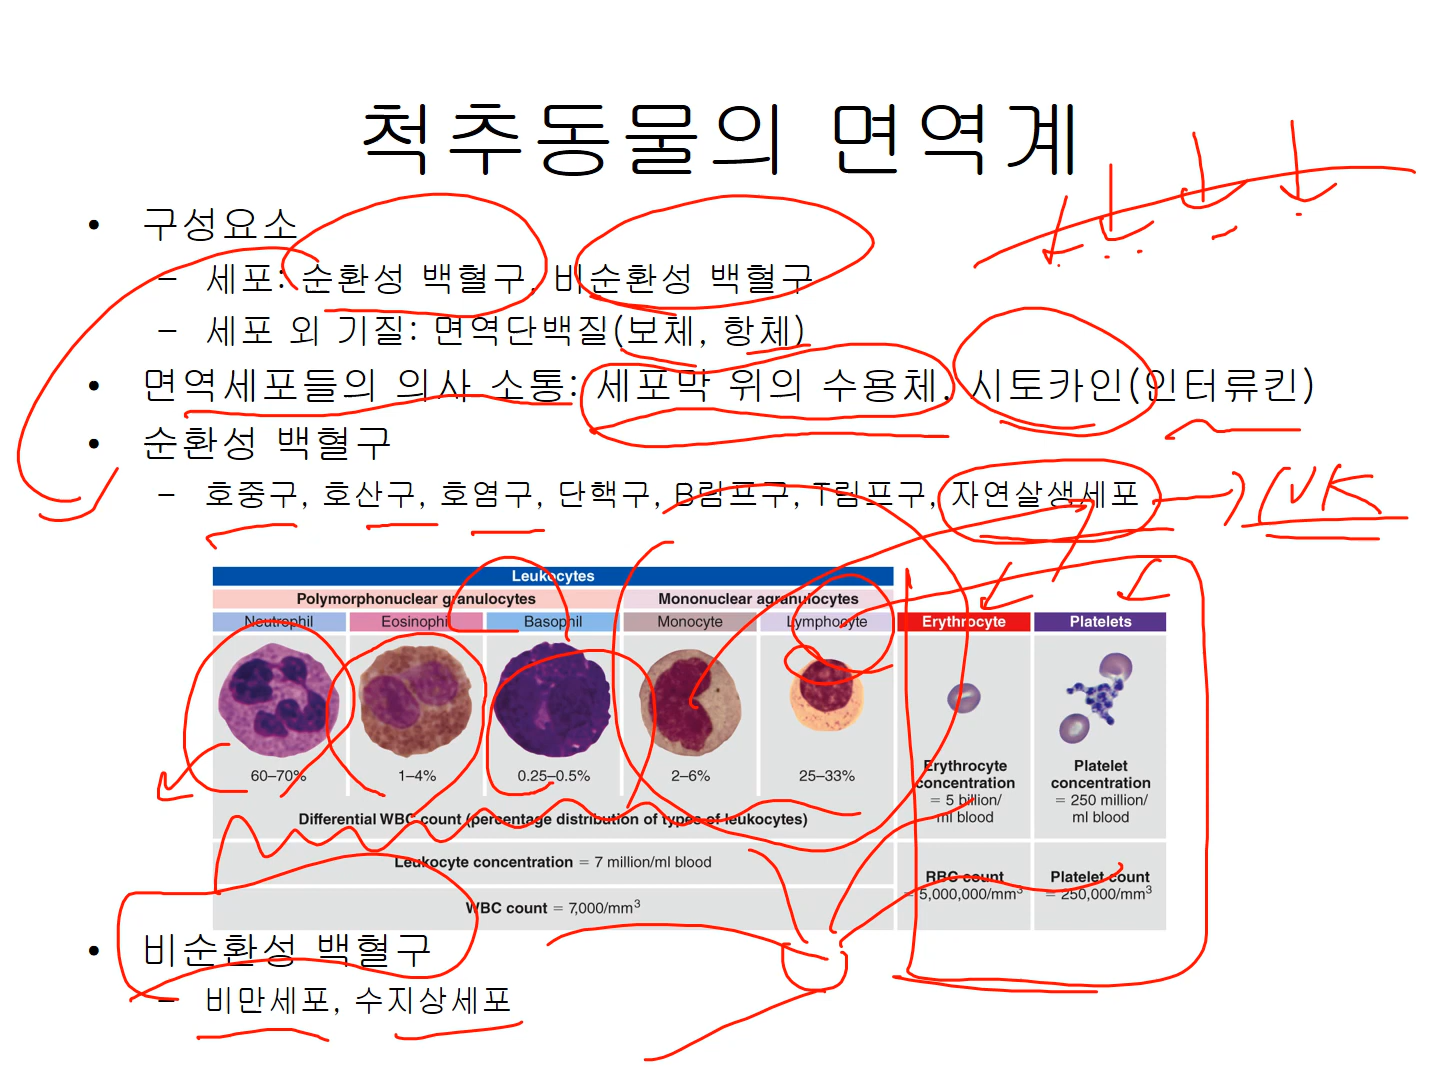 척추동물의 면역계
• 구성요소
– 세포: 순환성 백혈구, 비순환성 백혈구
– 세포 외 기질: 면역단백질(보체, 항체)
• 면역세포들의 의사 소통: 세포막 위의 수용체, 시토카인(인터류킨)
• 순환성 백혈구
– 호중구, 호산구, 호염구, 단핵구, B림프구, T림프구, 자연살생세포
NK
Leukocytes
Polymorphonuclear granulocytes Mononuclear agranulocytes
Neutrophil Eosinophil Basophil Monocyte Lymphocyte Erythrocyte Platelets
60–70% 1–4% 0.25–0.5% 2–6% 25–33%
Erythrocyte concentration = 5 billion/ ml blood
Platelet concentration = 250 million/ ml blood
Differential WBC count (percentage distribution of types of leukocytes)
Leukocyte concentration = 7 million/ml blood
RBC count = 5,000,000/mm³
Platelet count = 250,000/mm³
WBC count = 7,000/mm³
• 비순환성 백혈구
– 비만세포, 수지상세포